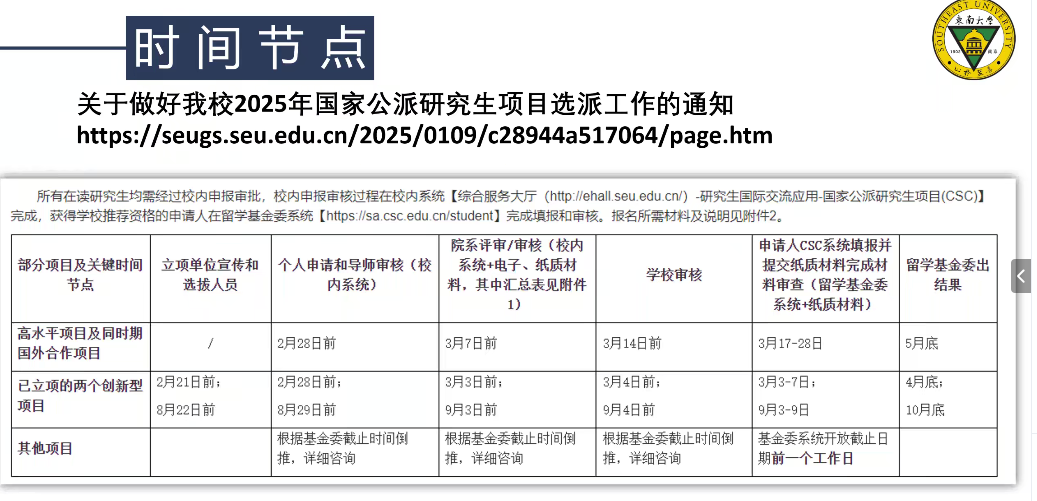 时间节点
SOUTHEAST UNIVERSITY
东南大学
1902
南京
关于做好我校2025年国家公派研究生项目选派工作的通知
https://seugs.seu.edu.cn/2025/0109/c28944a517064/page.htm
所有在读研究生均需经过校内申报审批，校内申报审核过程在校内系统【综合服务大厅（http://ehall.seu.edu.cn/）-研究生国际交流应用-国家公派研究生项目(CSC)】
完成，获得学校推荐资格的申请人在留学基金委系统【https://sa.csc.edu.cn/student】完成填报和审核。报名所需材料及说明见附件2。
部分项目及关键时间
节点
立项单位宣传和
选拔人员
个人申请和导师审核（校
内系统）
院系评审/审核（校内
系统+电子、纸质材
料，其中汇总表见附件
1）
学校审核
申请人CSC系统填报并
提交纸质材料完成材
料审查（留学基金委
系统+纸质材料）
留学基金委出
结果
高水平项目及同时期
国外合作项目
/
2月28日前
3月7日前
3月14日前
3月17-28日
5月底
已立项的两个创新型
项目
2月21日前；
8月22日前
2月28日前；
8月29日前
3月3日前；
9月3日前
3月4日前；
9月4日前
3月3-7日；
9月3-9日
4月底；
10月底
其他项目
根据基金委截止时间倒
推，详细咨询
根据基金委截止时间倒
推，详细咨询
根据基金委截止时间倒
推，详细咨询
基金委系统开放截止日
期前一个工作日